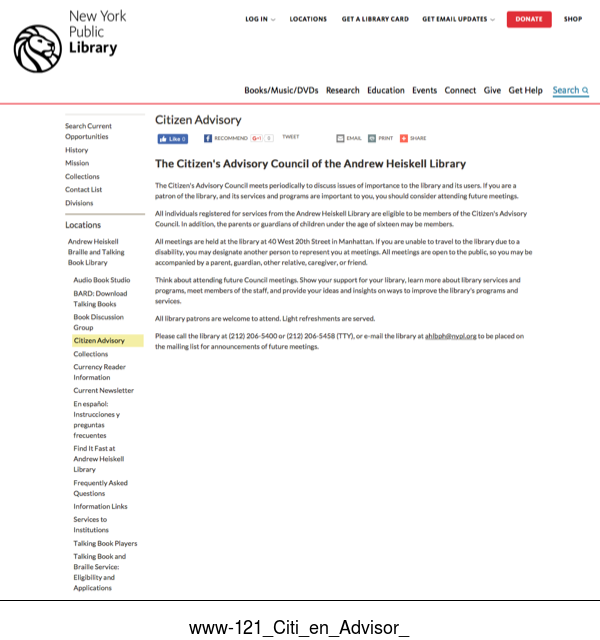 New York
Public
Library
LOG IN
LOCATIONS
GET A LIBRARY CARD
GET EMAIL UPDATES
DONATE
SHOP
Books/Music/DVDs Research Education Events Connect Give Get Help Search
Search Current
Opportunities
History
Mission
Collections
Contact List
Divisions
Locations
Andrew Heiskell
Braille and Talking
Book Library
Audio Book Studio
BARD: Download
Talking Books
Book Discussion
Group
Citizen Advisory
Collections
Currency Reader
Information
Current Newsletter
En español:
Instrucciones y
preguntas
frecuentes
Find It Fast at
Andrew Heiskell
Library
Frequently Asked
Questions
Information Links
Services to
Institutions
Talking Book Players
Talking Book and
Braille Service:
Eligibility and
Applications
Citizen Advisory
Like 0 RECOMMEND G+1 0 TWEET EMAIL PRINT SHARE
The Citizen's Advisory Council of the Andrew Heiskell Library
The Citizen's Advisory Council meets periodically to discuss issues of importance to the library and its users. If you are a
patron of the library, and its services and programs are important to you, you should consider attending future meetings.
All individuals registered for services from the Andrew Heiskell Library are eligible to be members of the Citizen's Advisory
Council. In addition, the parents or guardians of children under the age of sixteen may be members.
All meetings are held at the library at 40 West 20th Street in Manhattan. If you are unable to travel to the library due to a
disability, you may designate another person to represent you at meetings. All meetings are open to the public, so you may be
accompanied by a parent, guardian, other relative, caregiver, or friend.
Think about attending future Council meetings. Show your support for your library, learn more about library services and
programs, meet members of the staff, and provide your ideas and insights on ways to improve the library's programs and
services.
All library patrons are welcome to attend. Light refreshments are served.
Please call the library at (212) 206-5400 or (212) 206-5458 (TTY), or e-mail the library at ahlbph@nypl.org to be placed on
the mailing list for announcements of future meetings.
www-121_Citi_en_Advisor_